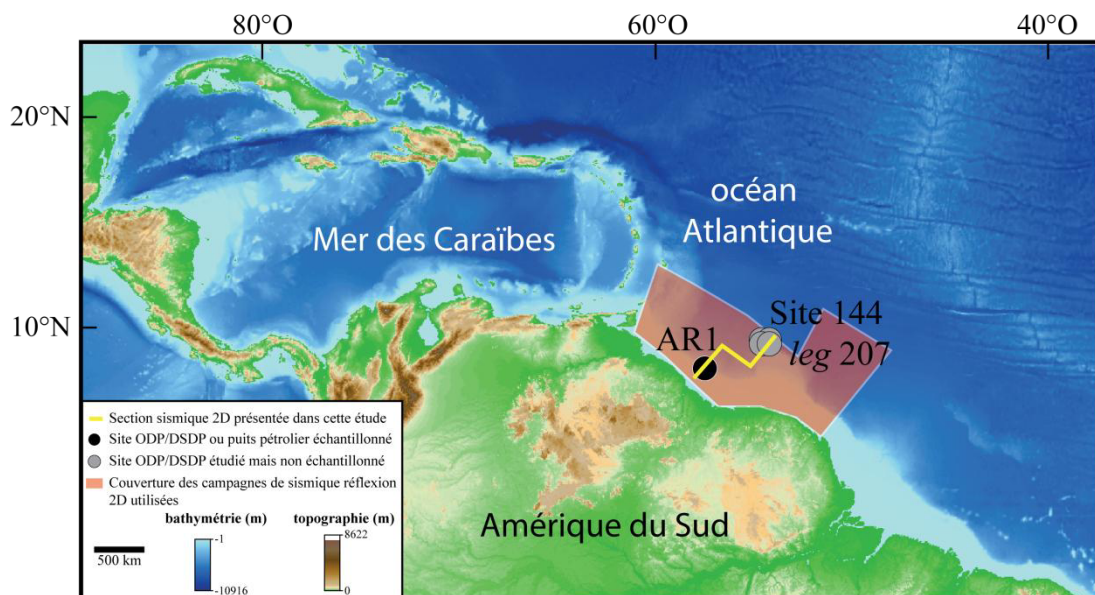 80°O 60°O 40°O
20°N
10°N
océan
Atlantique
Mer des Caraïbes
Site 144
AR1
leg 207
Amérique du Sud
Section sismique 2D présentée dans cette étude
Site ODP/DSDP ou puits pétrolier échantillonné
Site ODP/DSDP étudié mais non échantillonné
Couverture des campagnes de sismique réflexion
2D utilisées
bathymétrie (m) topographie (m)
-1 8622
500 km
-10916 0